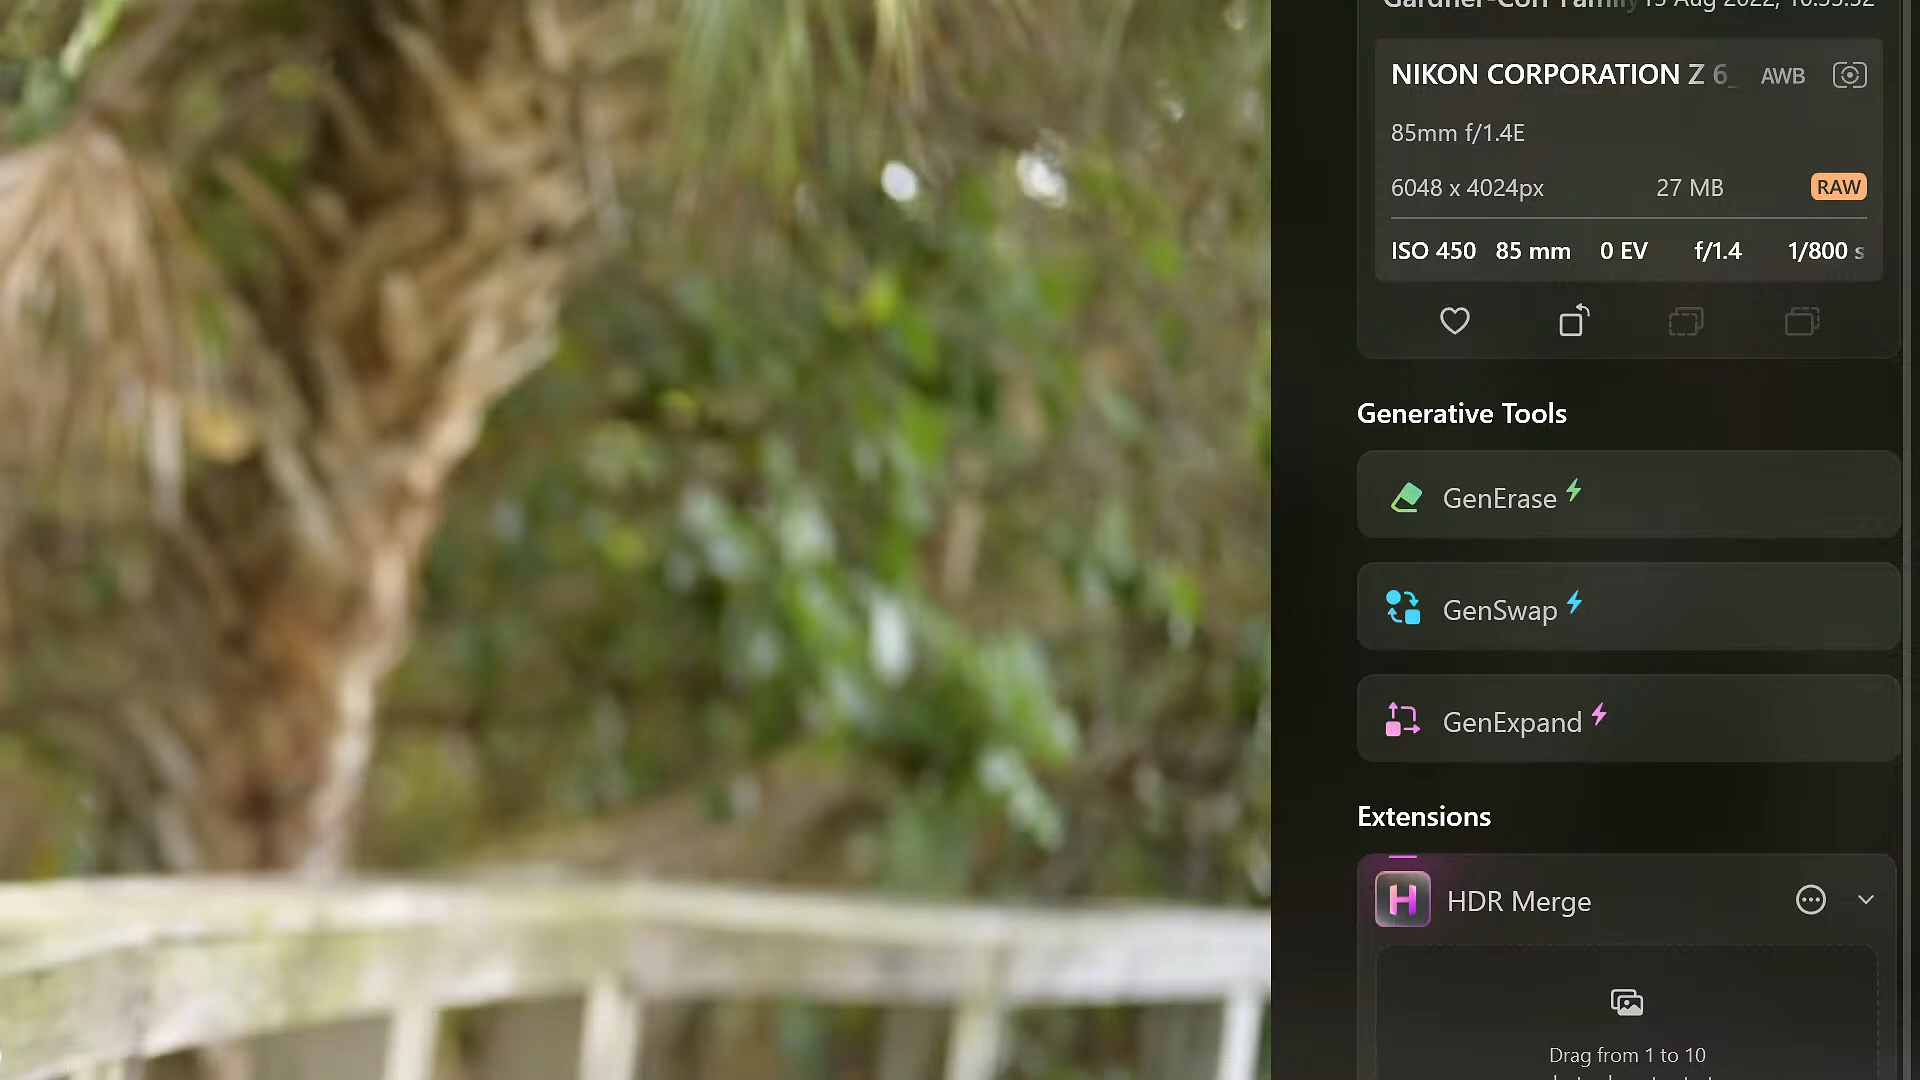 NIKON CORPORATION Z 6_ AWB
85mm f/1.4E
6048 x 4024px 27 MB RAW
ISO 450 85 mm 0 EV f/1.4 1/800 s
Generative Tools
GenErase
GenSwap
GenExpand
Extensions
H HDR Merge
Drag from 1 to 10